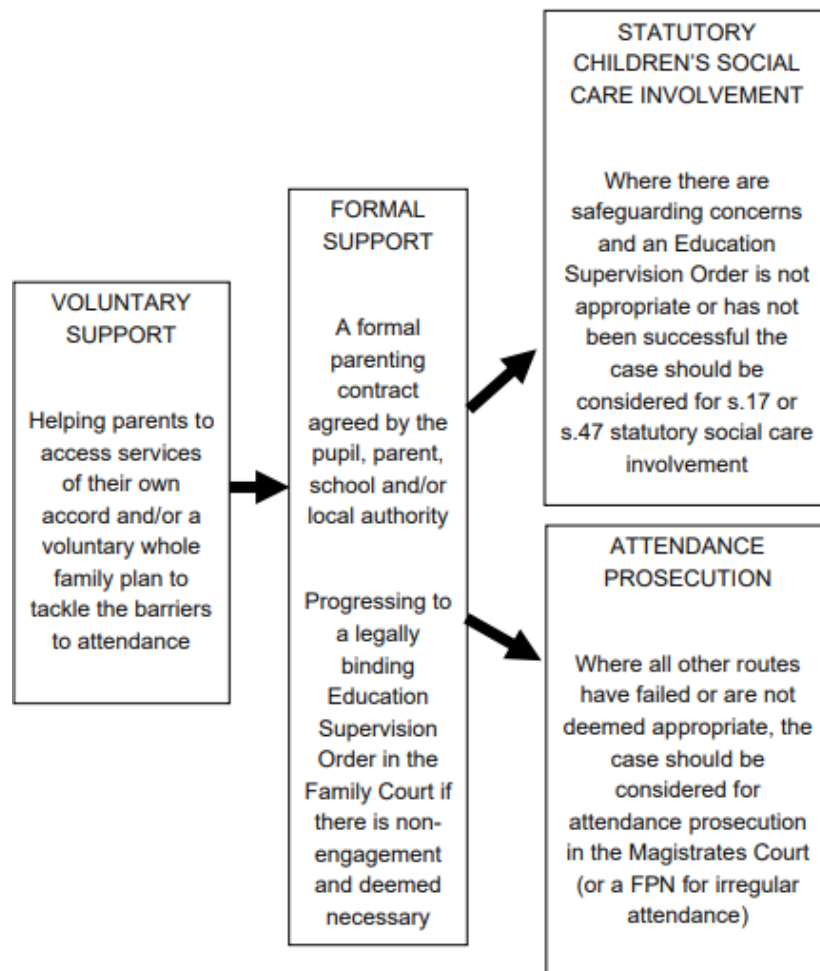 VOLUNTARY
SUPPORT
Helping parents to
access services
of their own
accord and/or a
voluntary whole
family plan to
tackle the barriers
to attendance
FORMAL
SUPPORT
A formal
parenting
contract
agreed by the
pupil, parent,
school and/or
local authority
Progressing to
a legally
binding
Education
Supervision
Order in the
Family Court if
there is non-
engagement
and deemed
necessary
STATUTORY
CHILDREN'S SOCIAL
CARE INVOLVEMENT
Where there are
safeguarding concerns
and an Education
Supervision Order is not
appropriate or has not
been successful the
case should be
considered for s.17 or
s.47 statutory social care
involvement
ATTENDANCE
PROSECUTION
Where all other routes
have failed or are not
deemed appropriate, the
case should be
considered for
attendance prosecution
in the Magistrates Court
(or a FPN for irregular
attendance)